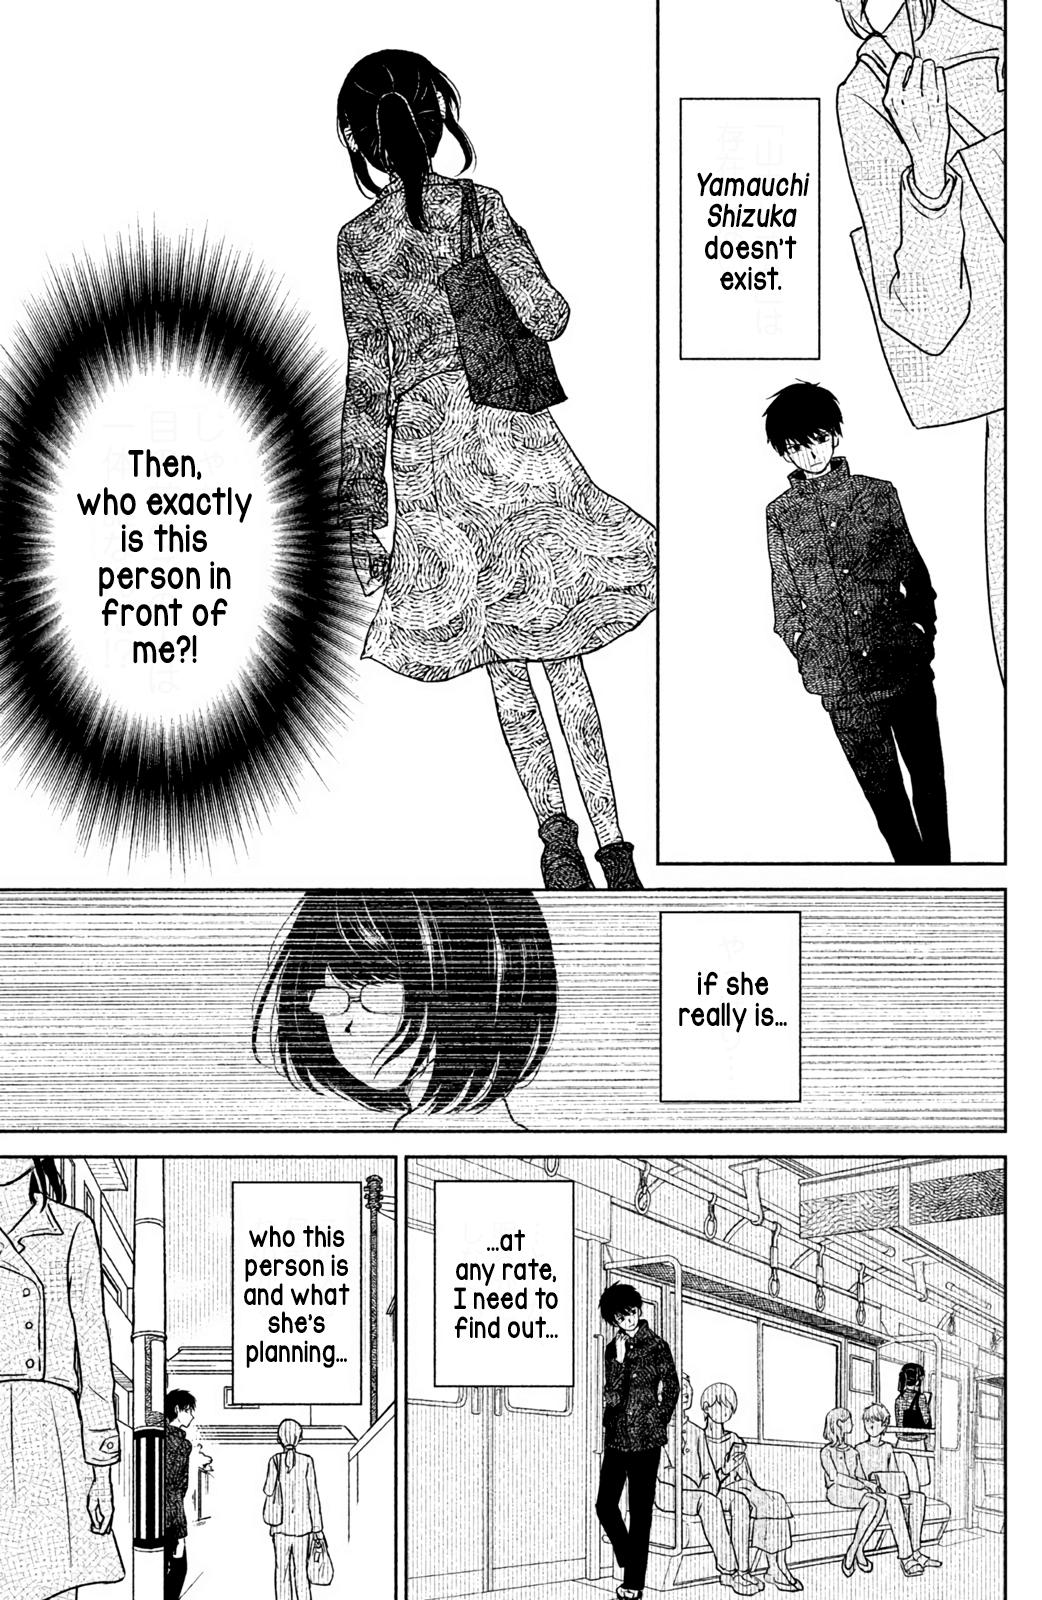 Yamauchi
Shizuka
doesn't
exist.
Then,
who exactly
is this
person in
front of
me?!
if she
really is...
...at
any rate,
I need to
find out...
who this
person is
and what
she's
planning...